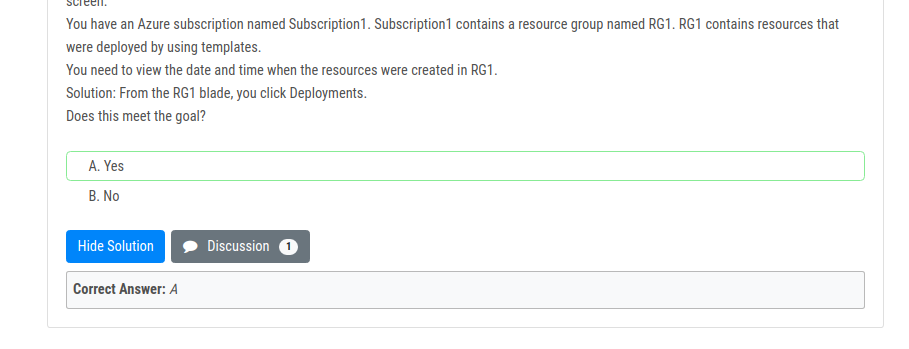 screen.
You have an Azure subscription named Subscription1. Subscription1 contains a resource group named RG1. RG1 contains resources that
were deployed by using templates.
You need to view the date and time when the resources were created in RG1.
Solution: From the RG1 blade, you click Deployments.
Does this meet the goal?
A. Yes
B. No
Hide Solution
Discussion 1
Correct Answer: A